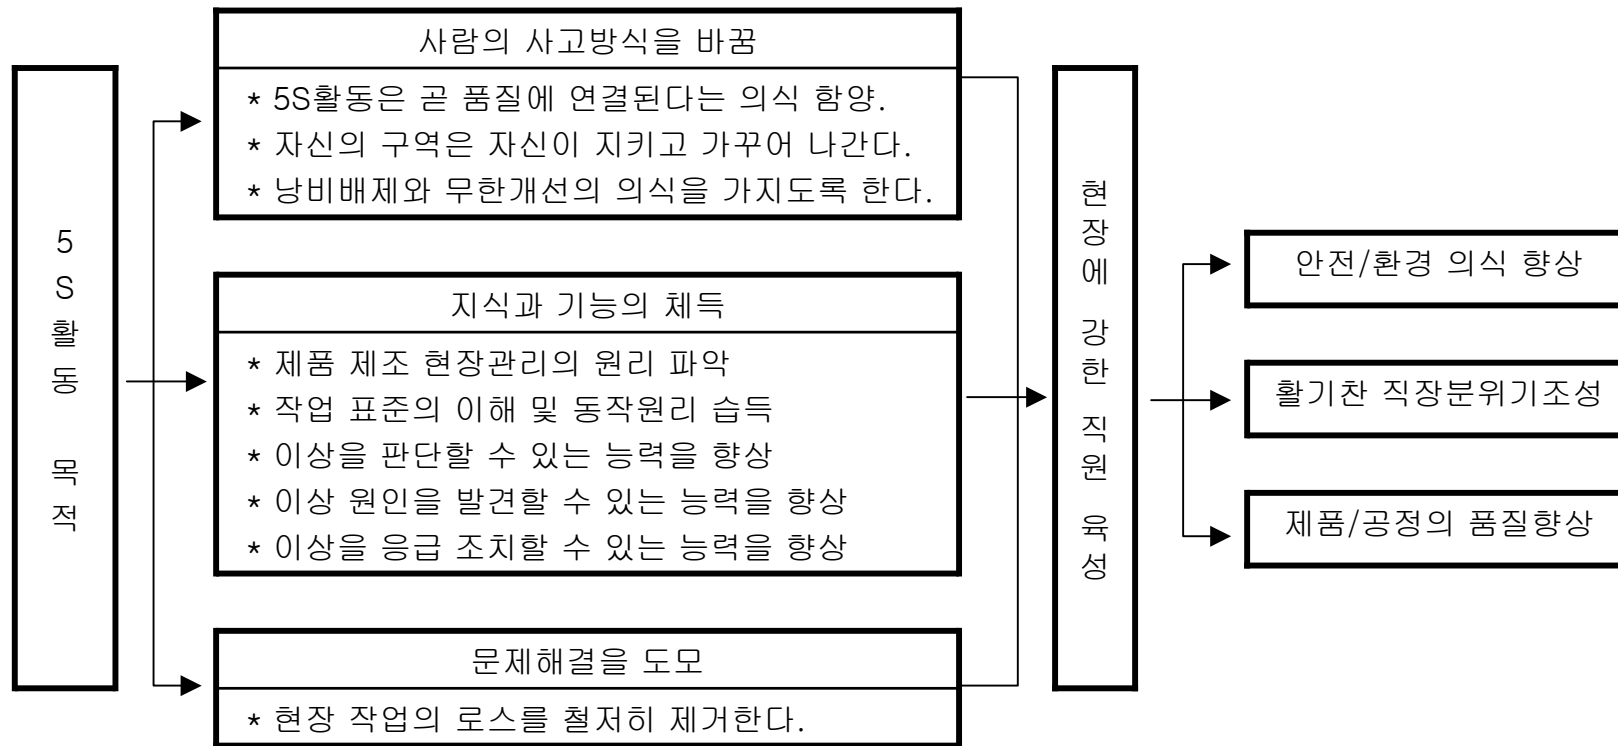 5S활동 목적
사람의 사고방식을 바꿈
* 5S활동은 곧 품질에 연결된다는 의식 함양.
* 자신의 구역은 자신이 지키고 가꾸어 나간다.
* 낭비배제와 무한개선의 의식을 가지도록 한다.
지식과 기능의 체득
* 제품 제조 현장관리의 원리 파악
* 작업 표준의 이해 및 동작원리 습득
* 이상을 판단할 수 있는 능력을 향상
* 이상 원인을 발견할 수 있는 능력을 향상
* 이상을 응급 조치할 수 있는 능력을 향상
문제해결을 도모
* 현장 작업의 로스를 철저히 제거한다.
현장에 강한 직원 육성
안전/환경 의식 향상
활기찬 직장분위기조성
제품/공정의 품질향상